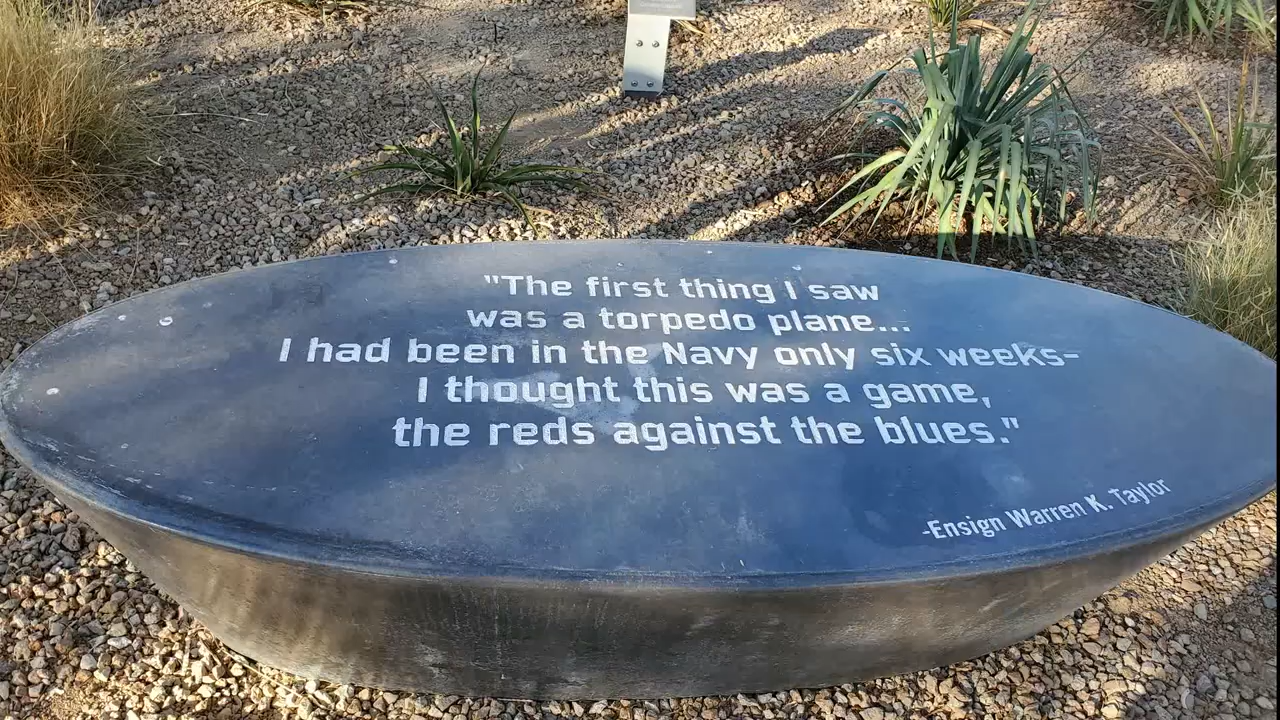 "The first thing I saw
was a torpedo plane...
I had been in the Navy only six weeks-
I thought this was a game,
the reds against the blues."
-Ensign Warren K. Taylor